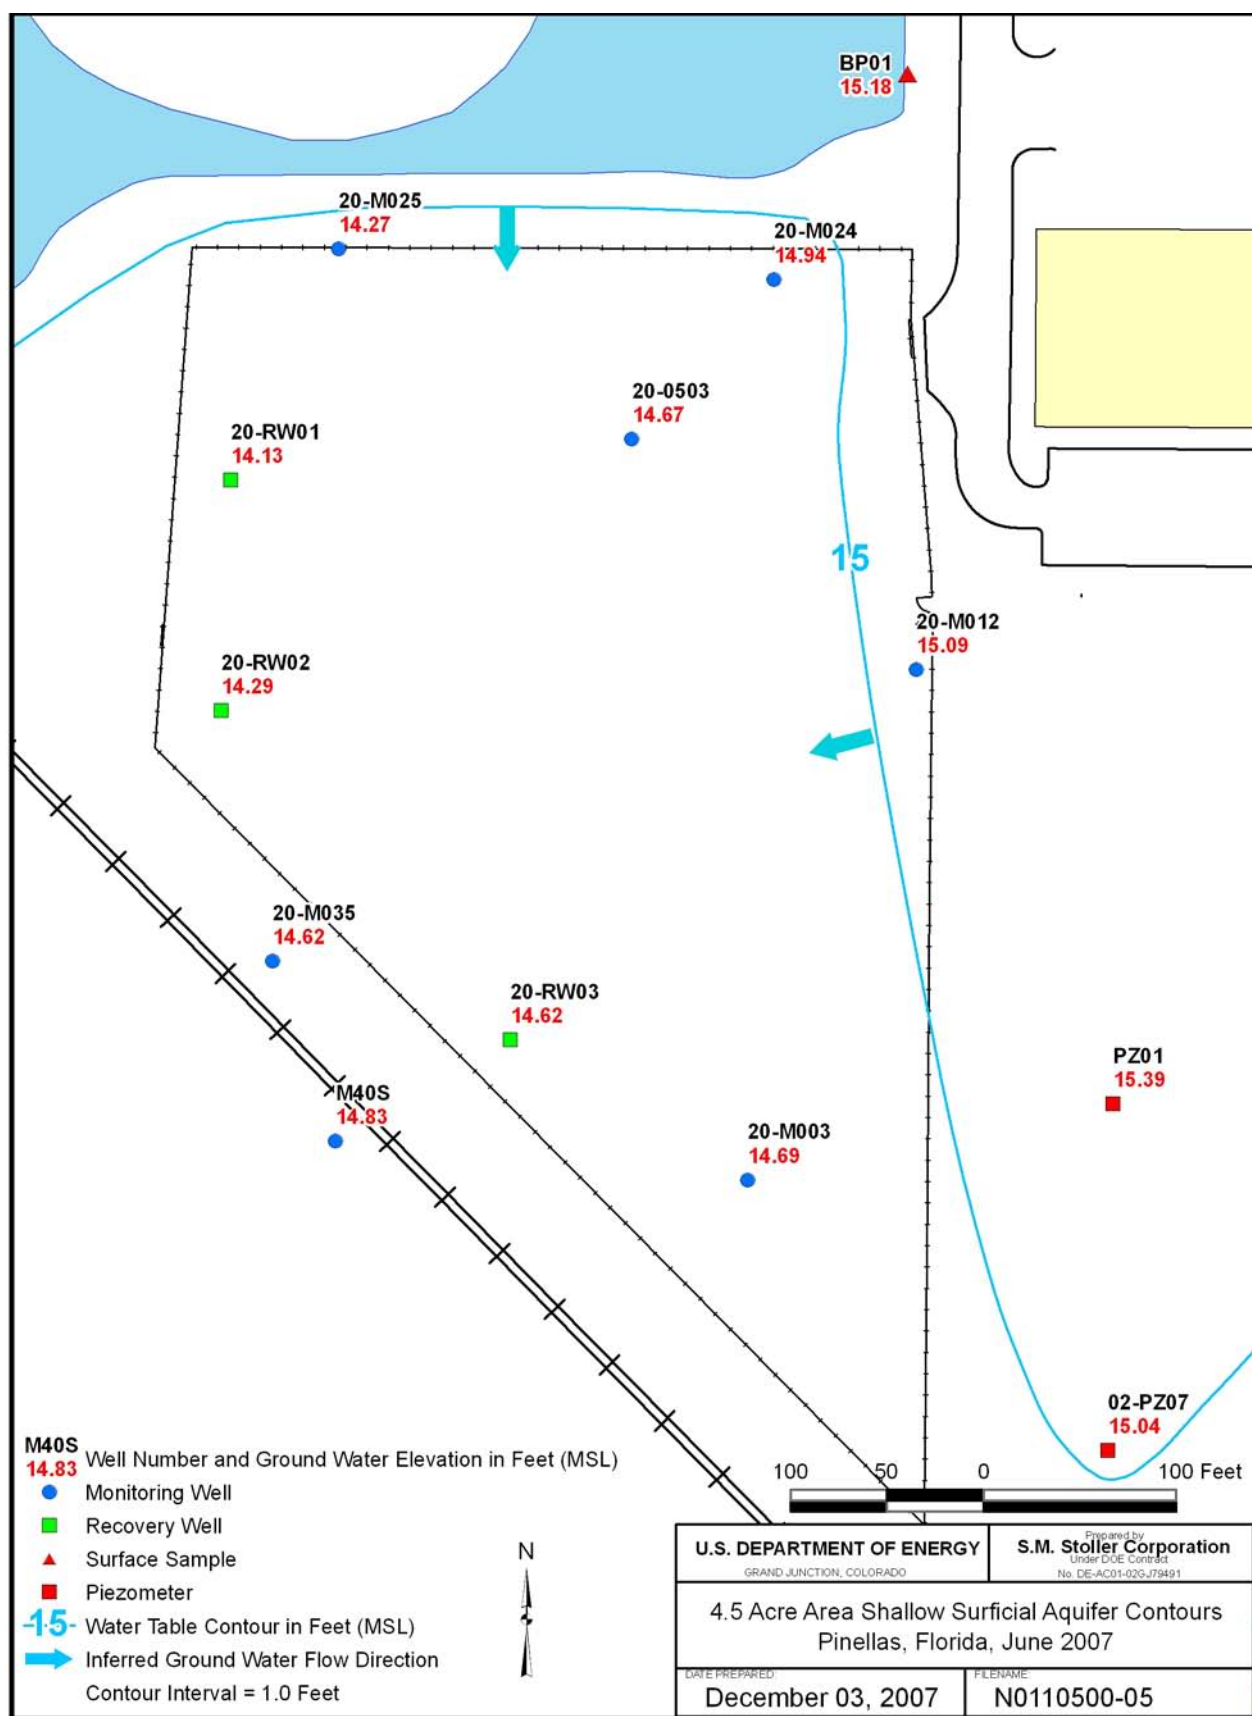 BP01
15.18
20-M025
14.27
20-M024
14.94
20-0503
14.67
20-RW01
14.13
15
20-M012
15.09
20-RW02
14.29
20-M035
14.62
20-RW03
14.62
PZ01
15.39
M40S
14.83
20-M003
14.69
02-PZ07
15.04
100 50 0 100 Feet
M40S
14.83 Well Number and Ground Water Elevation in Feet (MSL)
Monitoring Well
Recovery Well
Surface Sample
Piezometer
15 Water Table Contour in Feet (MSL)
Inferred Ground Water Flow Direction
Contour Interval = 1.0 Feet
N
U.S. DEPARTMENT OF ENERGY
GRAND JUNCTION, COLORADO
Prepared by
S.M. Stoller Corporation
Under DOE Contract
No. DE-AC01-02GJ79491
4.5 Acre Area Shallow Surficial Aquifer Contours
Pinellas, Florida, June 2007
DATE PREPARED:
December 03, 2007
FILENAME:
N0110500-05